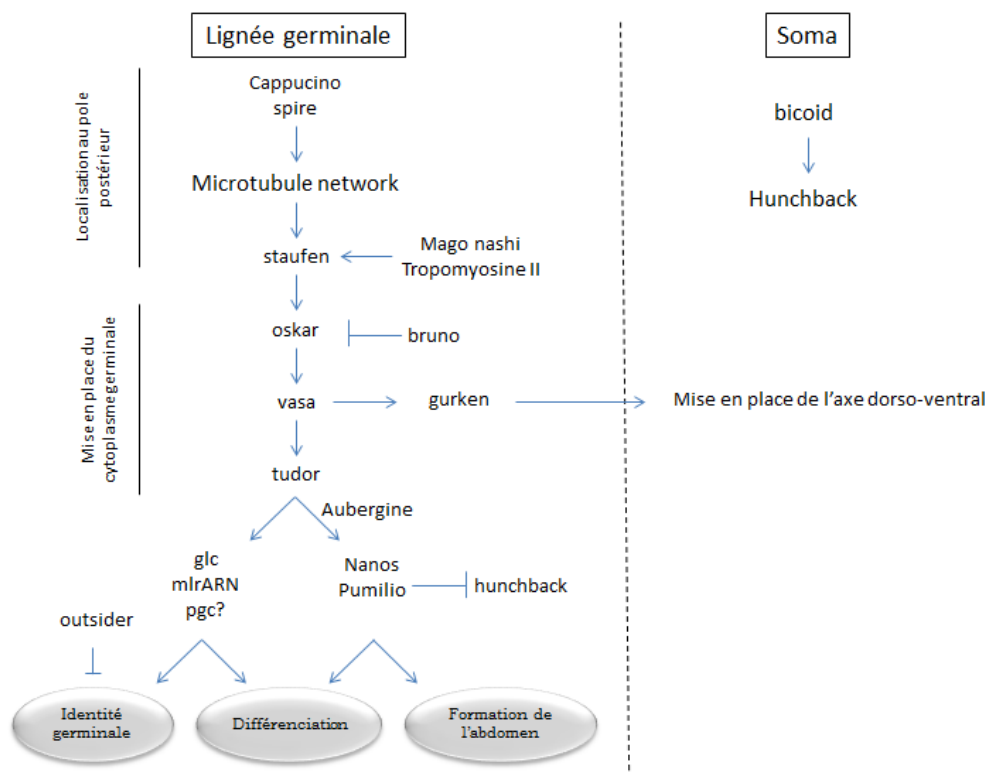 Lignée germinale
Soma
Localisation au pole
postérieur
Cappucino
spire
Microtubule network
staufen
Mago nashi
Tropomyosine II
bicoid
Hunchback
Mise en place du
cytoplasme germinale
oskar
bruno
vasa
gurken
Mise en place de l'axe dorso-ventral
tudor
Aubergine
glc
mlrARN
pgc?
Nanos
Pumilio
hunchback
outsider
Identité
germinale
Différenciation
Formation de
l'abdomen